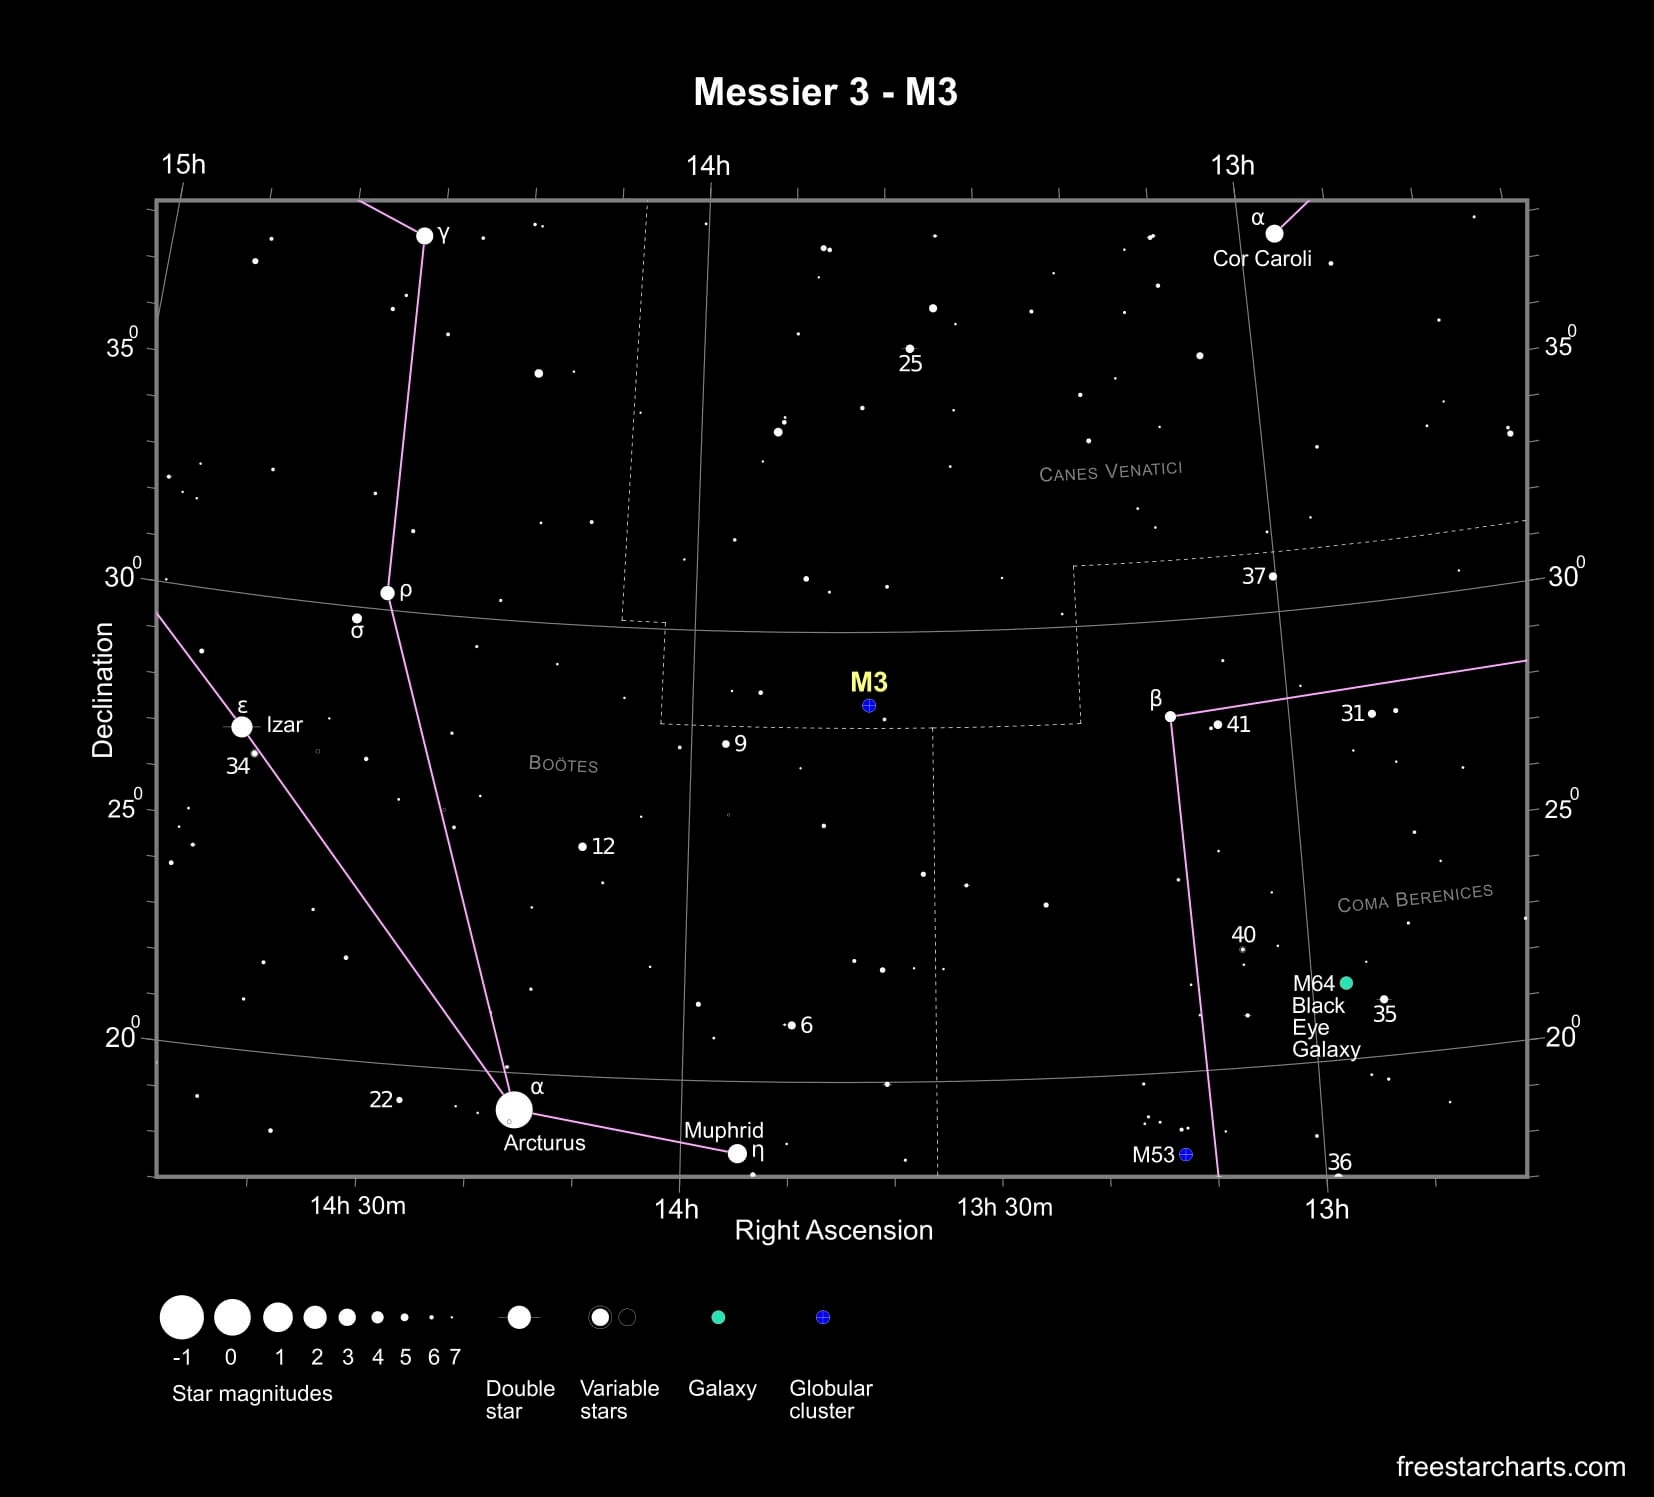 Messier 3 - M3
15h
14h
13h
α
γ
Cor Caroli
35⁰
35⁰
25
CANES VENATICI
30⁰
37
30⁰
ρ
σ
Declination
M3
ε
Izar
β
41
31
34
BOÖTES
9
25⁰
25⁰
12
COMA BERENICES
40
M64
Black
Eye
Galaxy
35
20⁰
6
20⁰
22
α
Arcturus
Muphrid
η
M53
36
14h 30m
14h
13h 30m
13h
Right Ascension
-1 0 1 2 3 4 5 6 7
Star magnitudes
Double
star
Variable
stars
Galaxy
Globular
cluster
freestarcharts.com